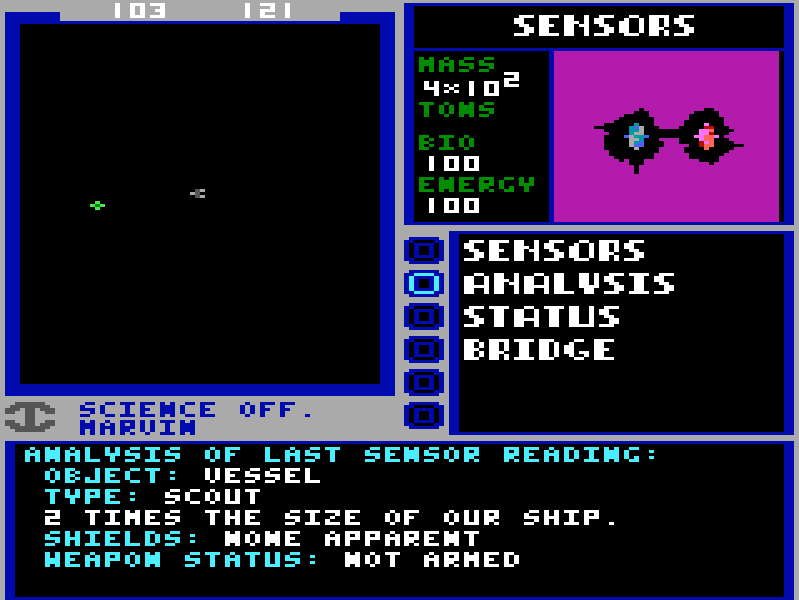 103 121
SENSORS
MASS
4×10²
TONS
BIO
100
ENERGY
100
SENSORS
ANALYSIS
STATUS
BRIDGE
SCIENCE OFF.
MARVIN
ANALYSIS OF LAST SENSOR READING:
OBJECT: VESSEL
TYPE: SCOUT
2 TIMES THE SIZE OF OUR SHIP.
SHIELDS: NONE APPARENT
WEAPON STATUS: NOT ARMED